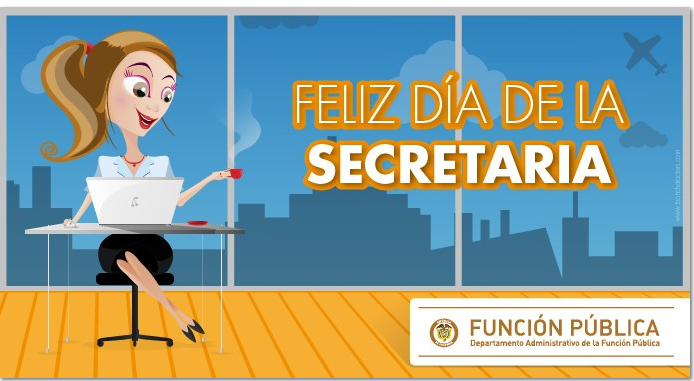 FELIZ DÍA DE LA
SECRETARIA
FUNCIÓN PÚBLICA
Departamento Administrativo de la Función Pública